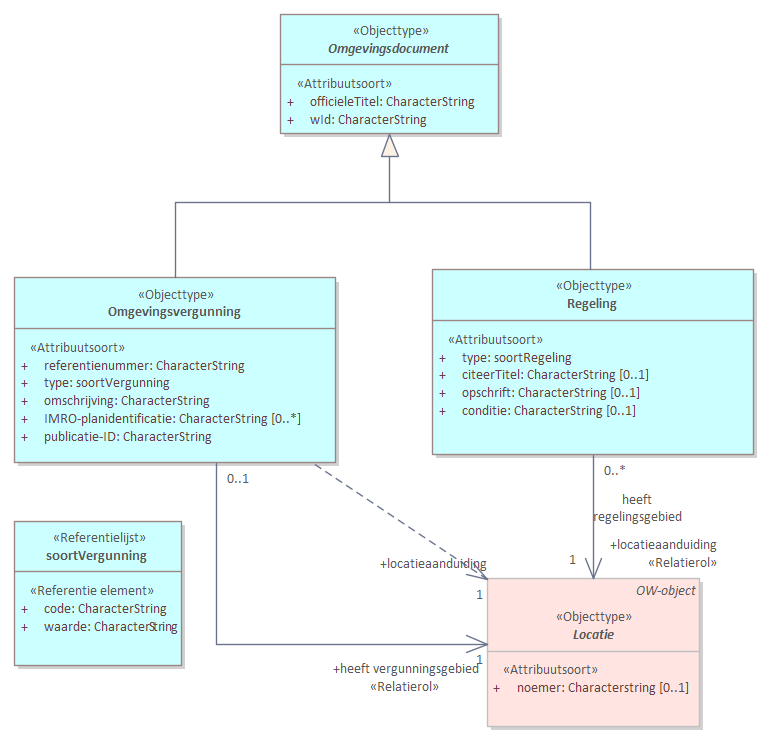 «Objecttype»
Omgevingsdocument
«Attribuutsoort»
+ officieleTitel: CharacterString
+ wId: CharacterString
«Objecttype»
Omgevingsvergunning
«Attribuutsoort»
+ referentienummer: CharacterString
+ type: soortVergunning
+ omschrijving: CharacterString
+ IMRO-planidentificatie: CharacterString [0..*]
+ publicatie-ID: CharacterString
«Objecttype»
Regeling
«Attribuutsoort»
+ type: soortRegeling
+ citeerTitel: CharacterString [0..1]
+ opschrift: CharacterString [0..1]
+ conditie: CharacterString [0..1]
0..1
0..*
heeft
regelingsgebied
+locatieaanduiding
«Relatierol»
1
+locatieaanduiding
1
«Referentielijst»
soortVergunning
«Referentie element»
+ code: CharacterString
+ waarde: CharacterString
OW-object
«Objecttype»
Locatie
«Attribuutsoort»
+ noemer: Characterstring [0..1]
1
+heeft vergunningsgebied
«Relatierol»